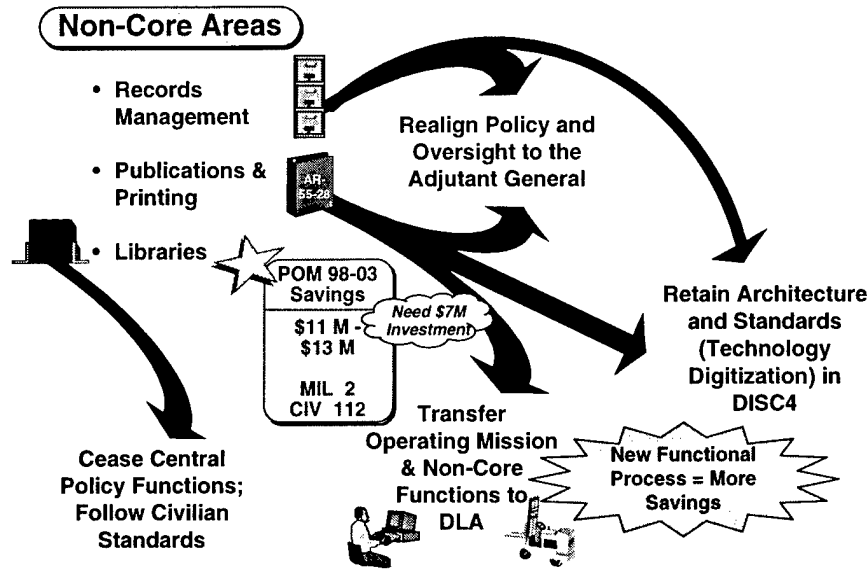 Non-Core Areas
• Records
Management
• Publications &
Printing
AR-
55-28
• Libraries
Realign Policy and
Oversight to the
Adjutant General
POM 98-03
Savings
$11 M -
$13 M
MIL 2
CIV 112
Need $7M
Investment
Retain Architecture
and Standards
(Technology
Digitization) in
DISC4
Cease Central
Policy Functions;
Follow Civilian
Standards
Transfer
Operating Mission
& Non-Core
Functions to
DLA
New Functional
Process = More
Savings